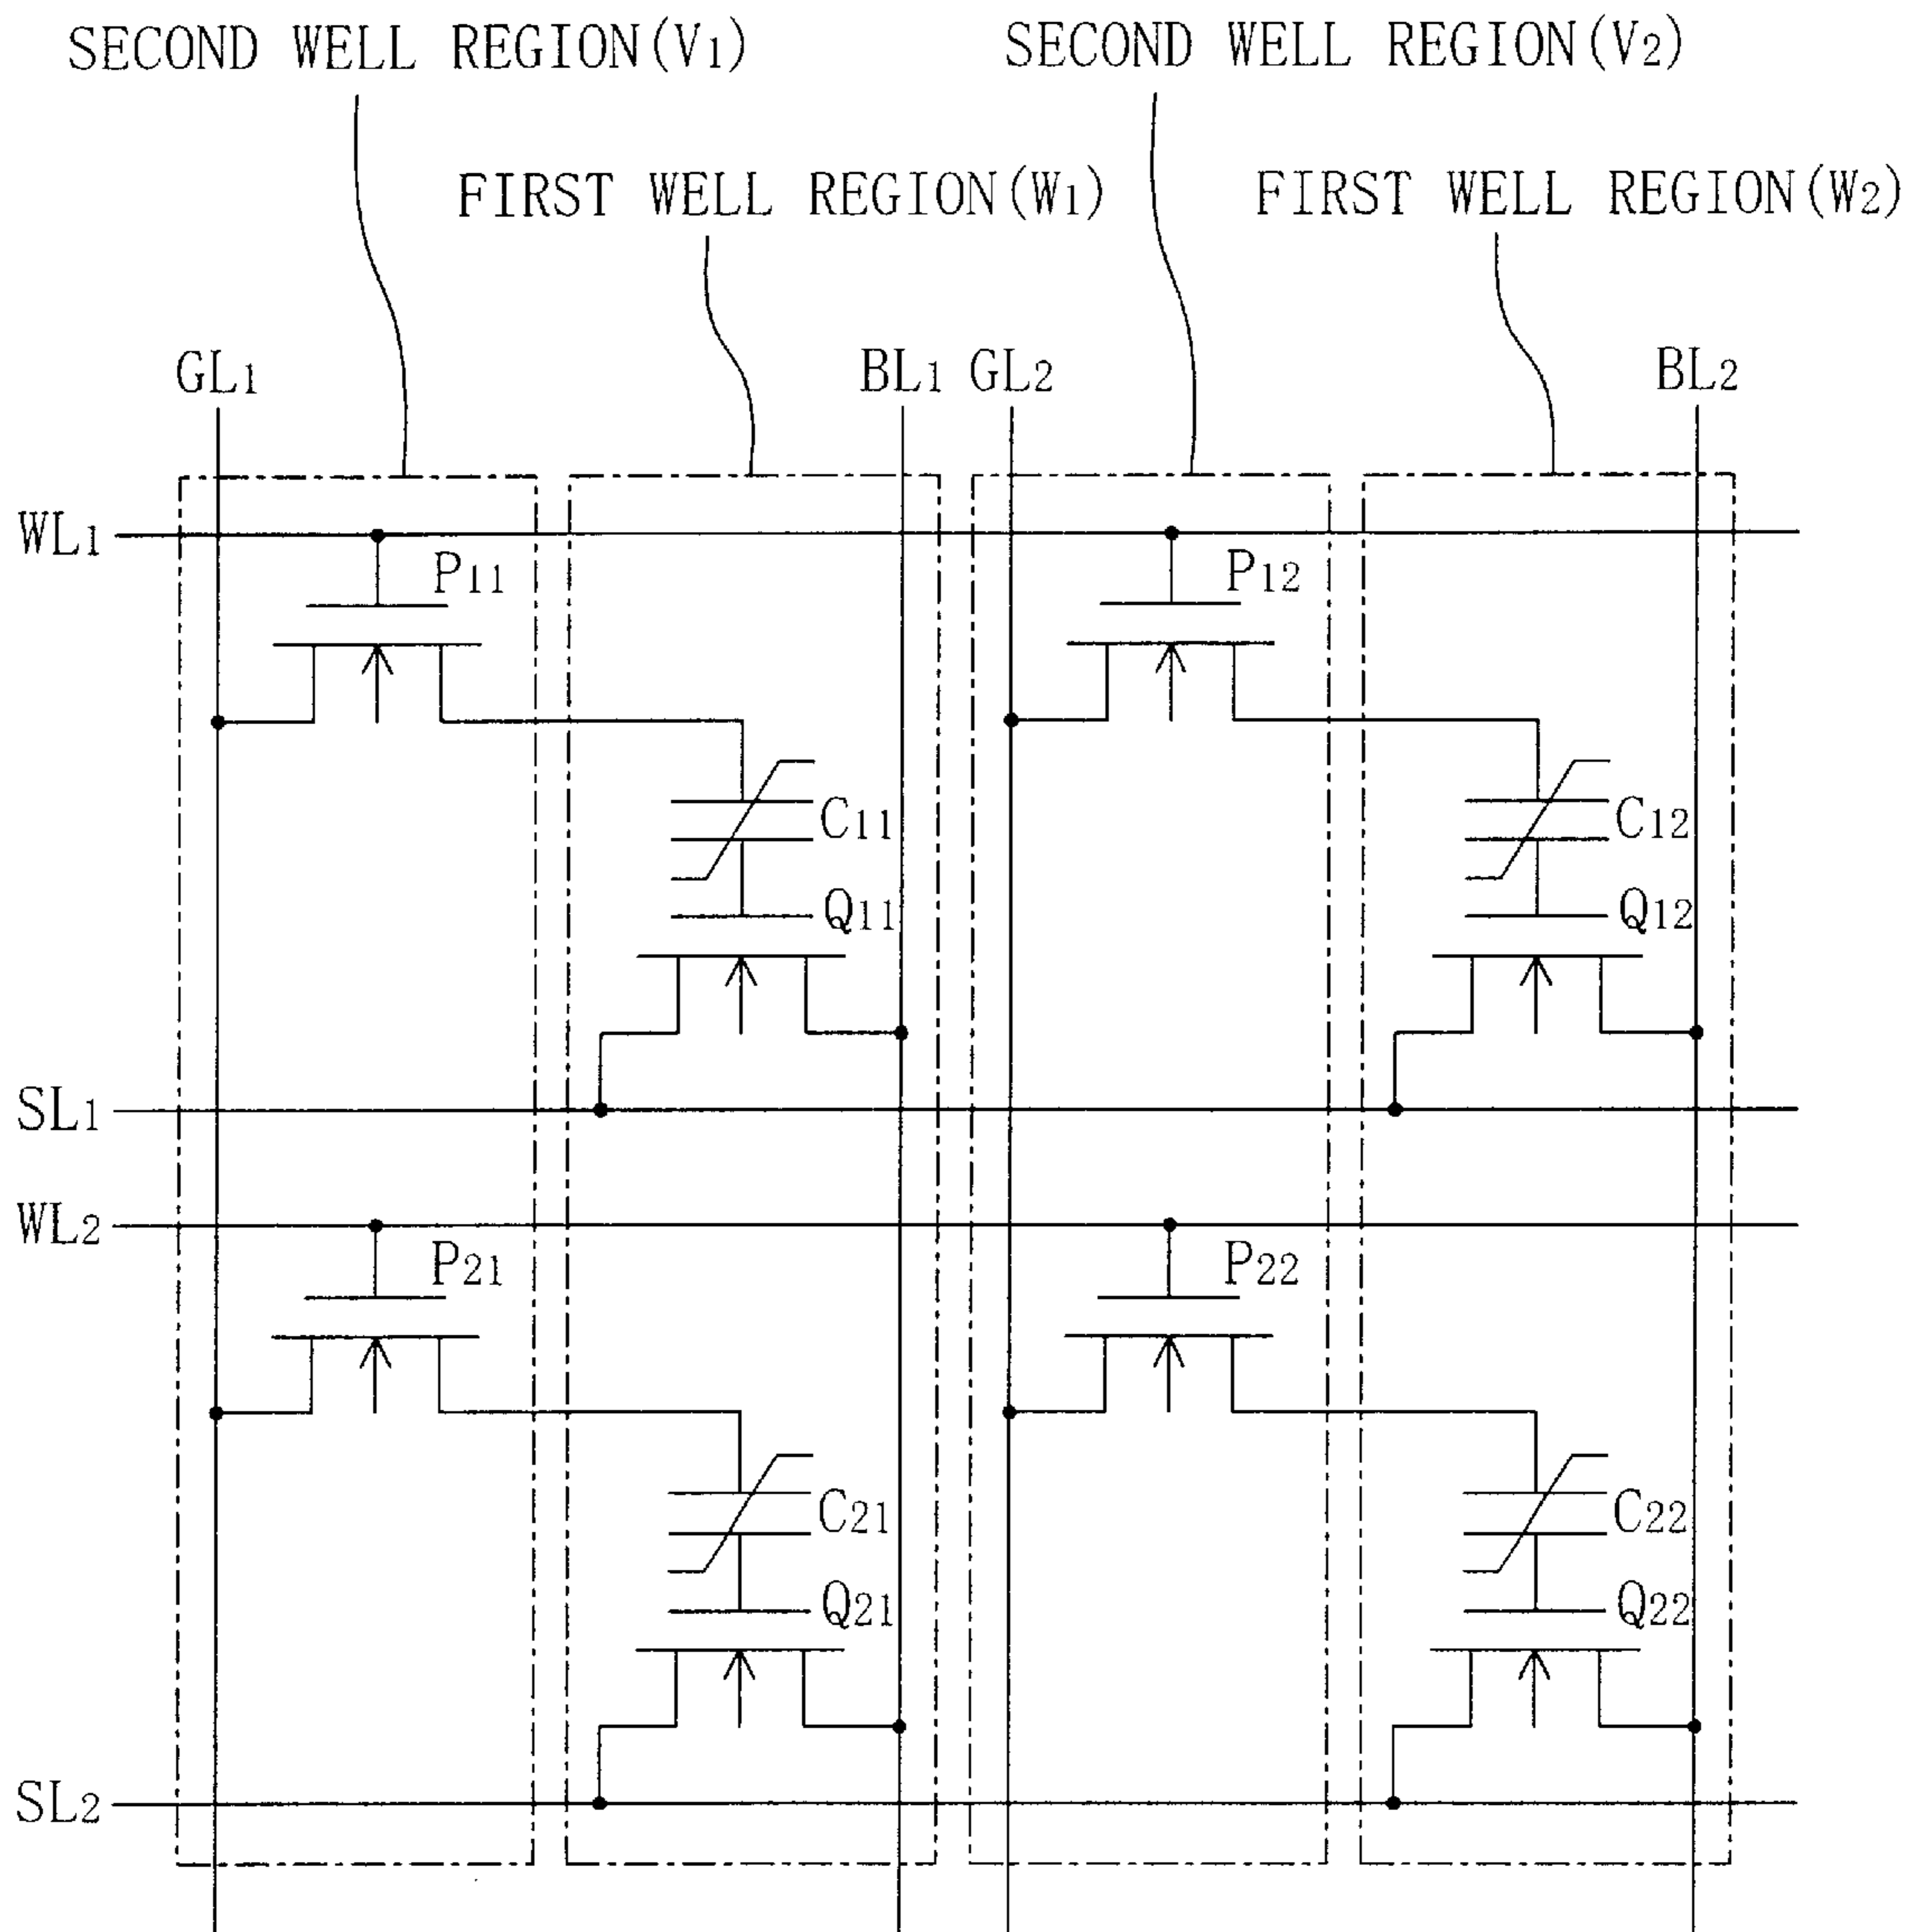 SECOND WELL REGION(V1)
SECOND WELL REGION(V2)
FIRST WELL REGION(W1)
FIRST WELL REGION(W2)
GL1
BL1
GL2
BL2
WL1
P11
P12
C11
C12
Q11
Q12
SL1
WL2
P21
P22
C21
C22
Q21
Q22
SL2